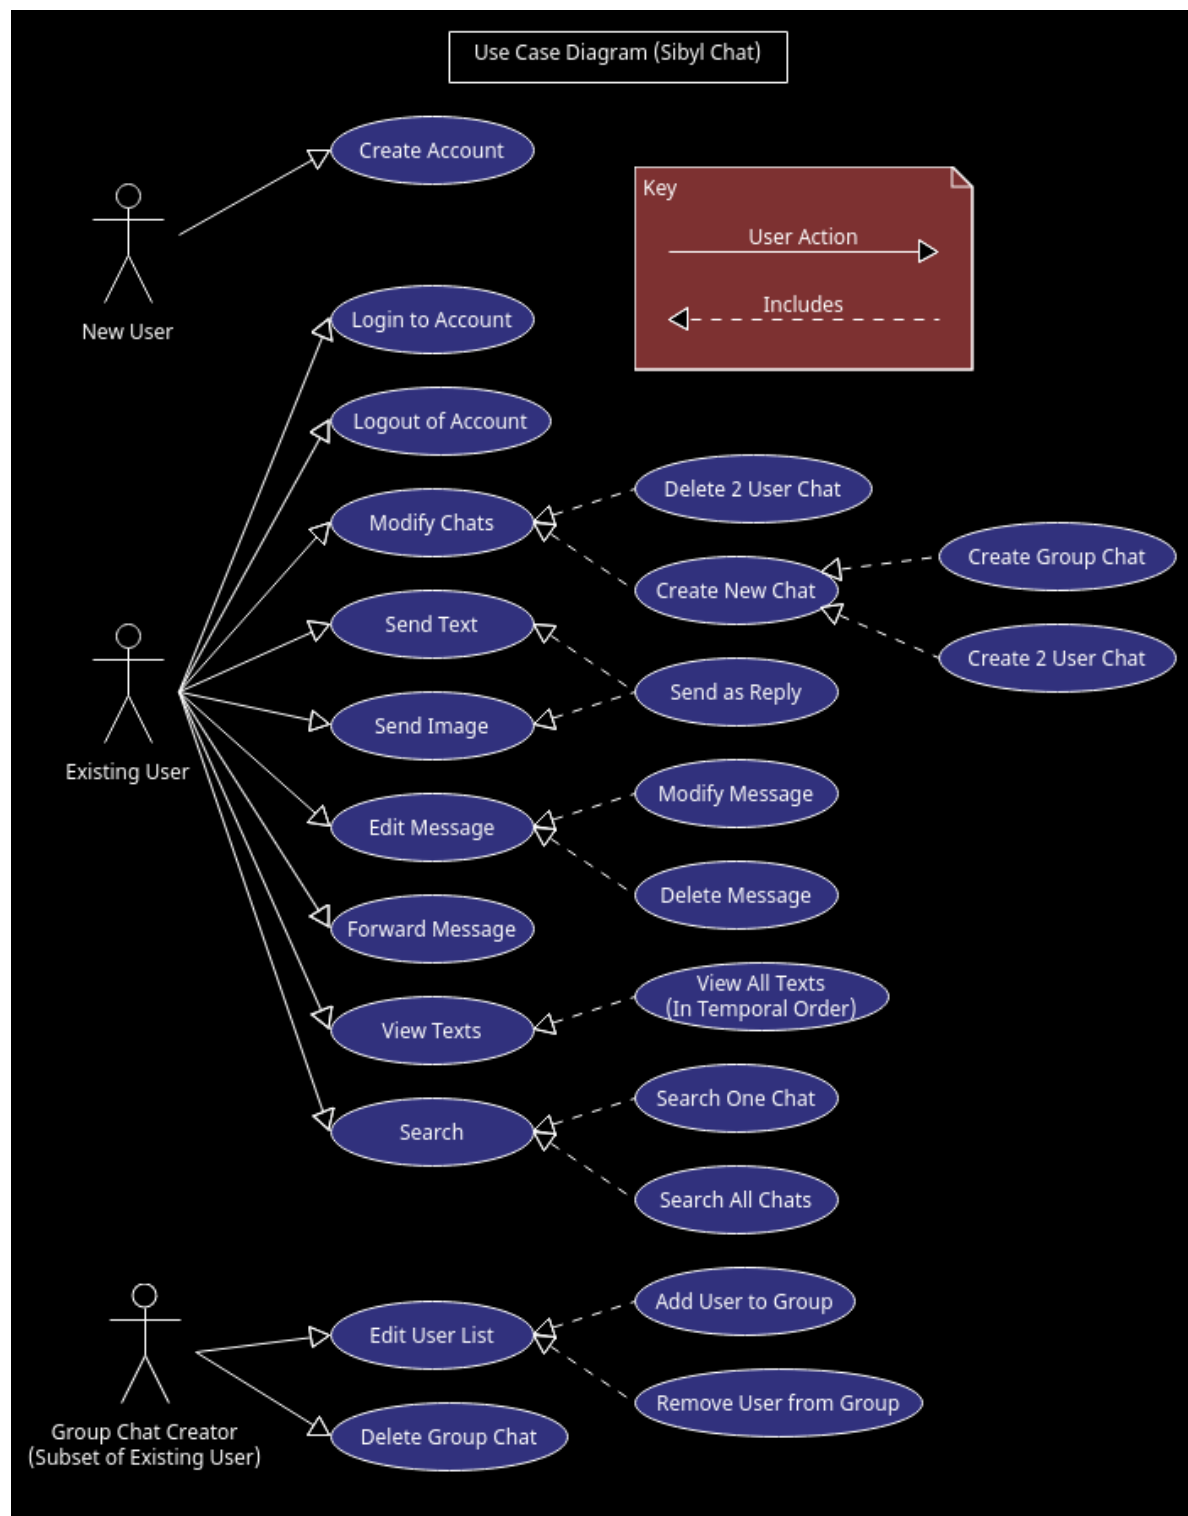 Use Case Diagram (Sibyl Chat)
Create Account
Key
User Action
Includes
New User
Login to Account
Logout of Account
Modify Chats
Delete 2 User Chat
Create New Chat
Create Group Chat
Create 2 User Chat
Send Text
Send as Reply
Send Image
Existing User
Edit Message
Modify Message
Delete Message
Forward Message
View Texts
View All Texts
(In Temporal Order)
Search
Search One Chat
Search All Chats
Edit User List
Add User to Group
Remove User from Group
Delete Group Chat
Group Chat Creator
(Subset of Existing User)